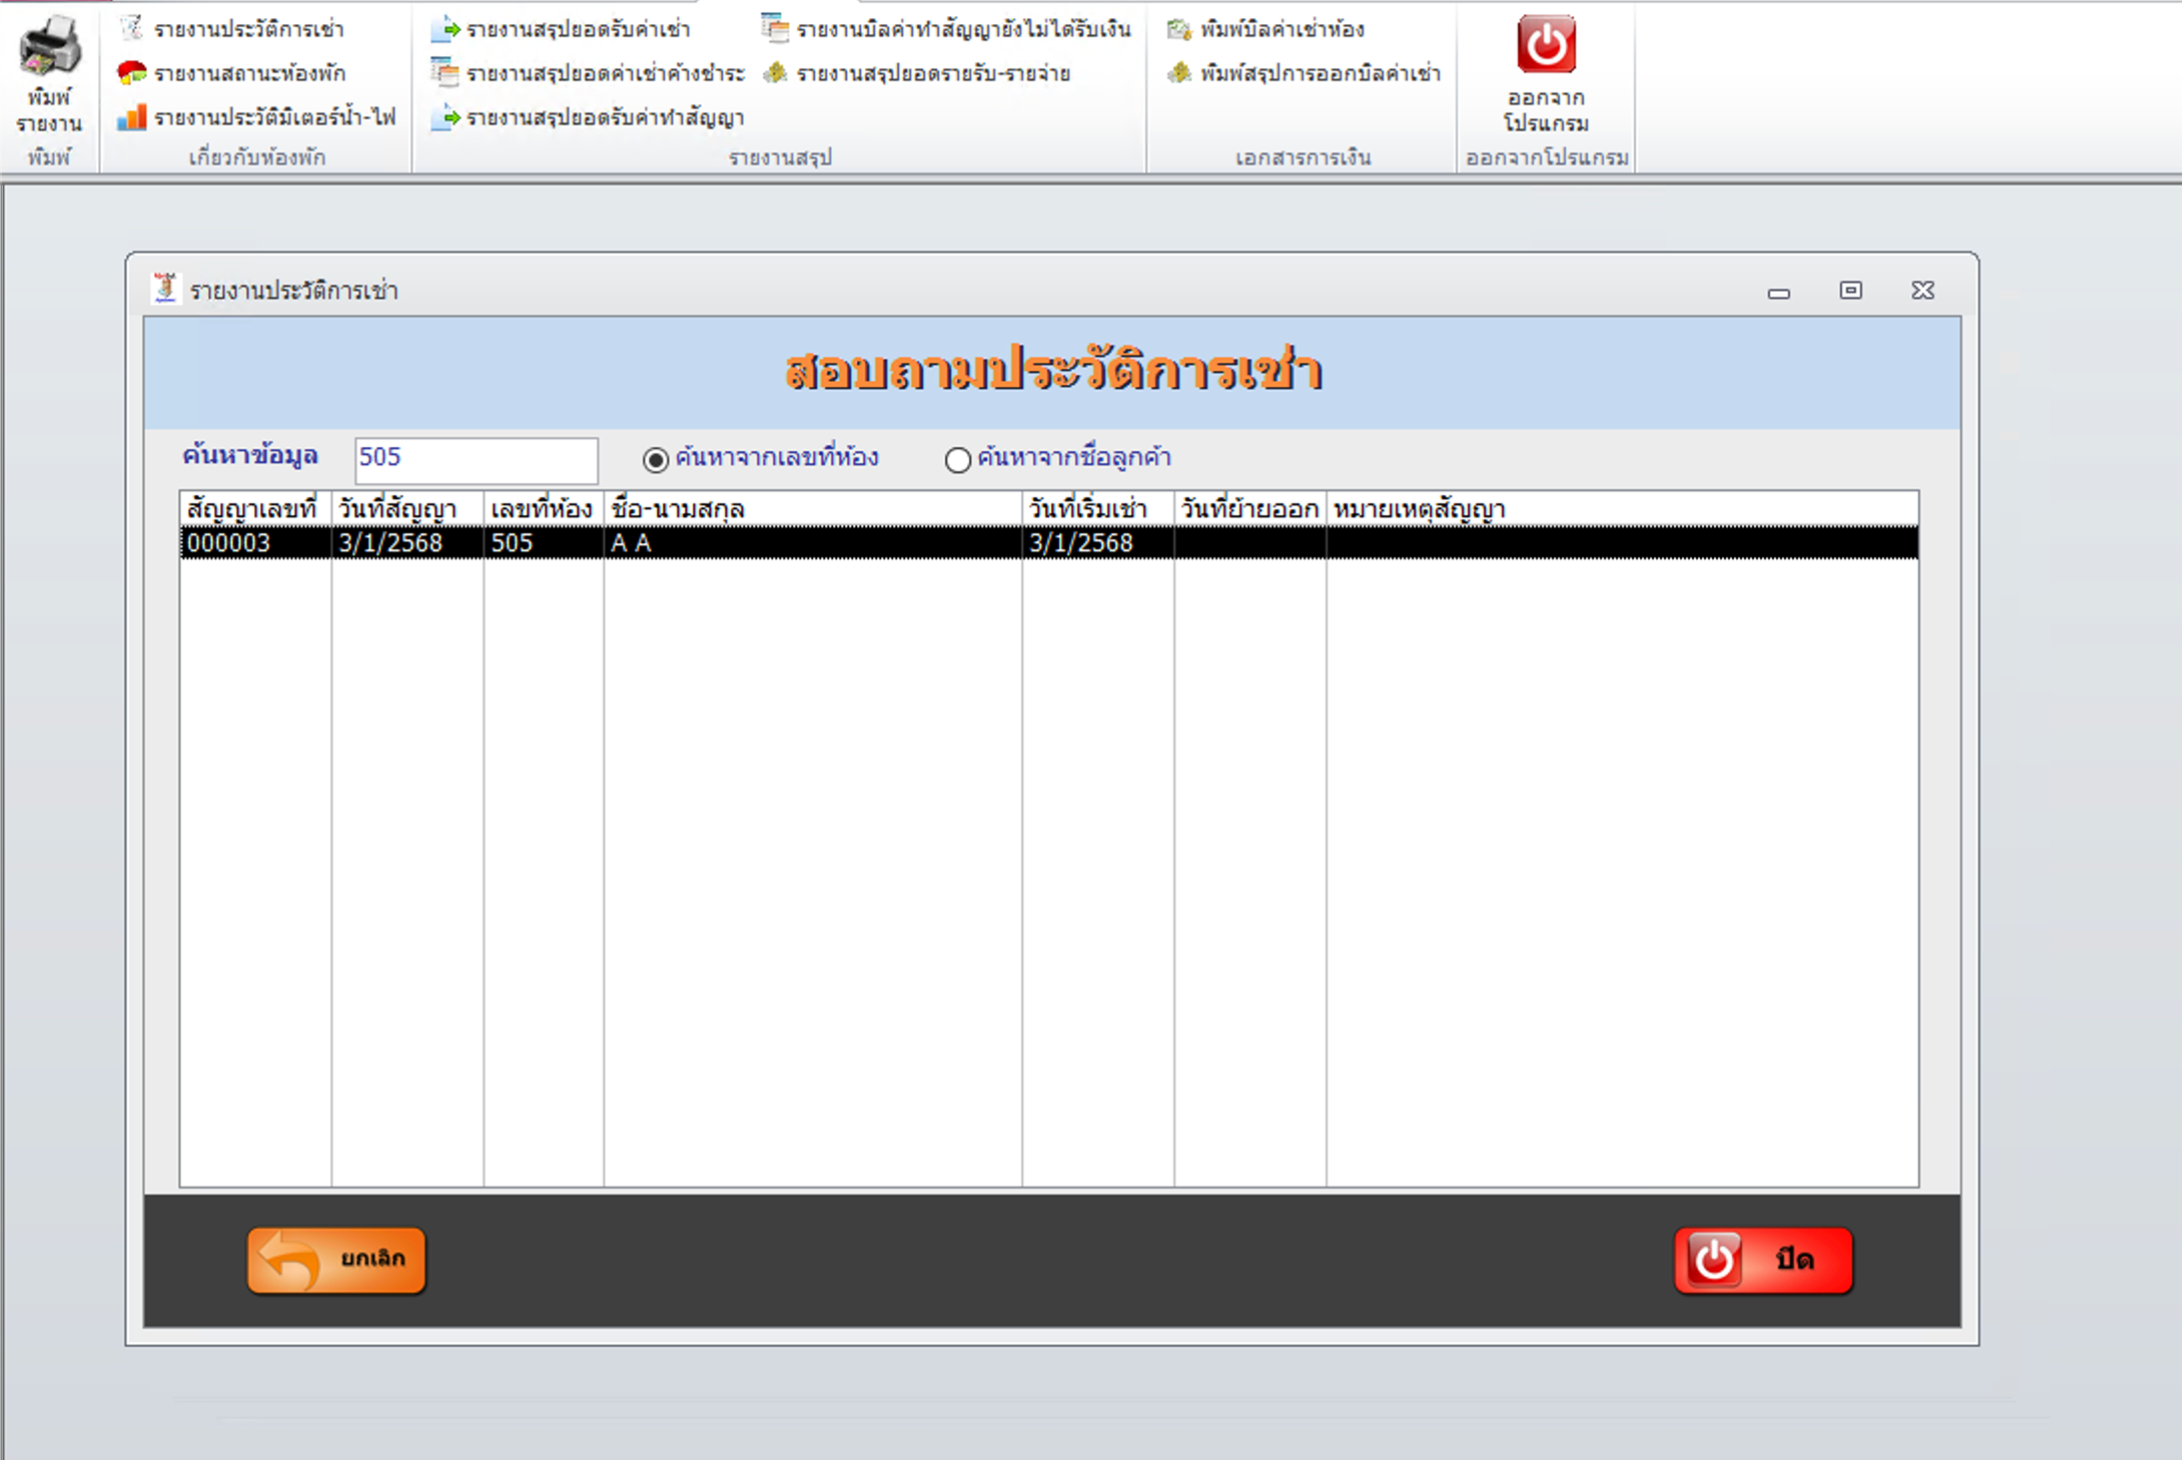 รายงานประวัติการเช่า
รายงานสถานะห้องพัก
รายงานประวัติมิเตอร์น้ำ-ไฟ
พิมพ์
รายงาน
พิมพ์
เกี่ยวกับห้องพัก
รายงานสรุปยอดรับค่าเช่า
รายงานสรุปยอดค่าเช่าค้างชำระ
รายงานสรุปยอดรับค่าทำสัญญา
รายงานบิลค่าทำสัญญายังไม่ได้รับเงิน
รายงานสรุปยอดรายรับ-รายจ่าย
รายงานสรุป
พิมพ์บิลค่าเช่าห้อง
พิมพ์สรุปการออกบิลค่าเช่า
เอกสารการเงิน
ออกจาก
โปรแกรม
ออกจากโปรแกรม
รายงานประวัติการเช่า
สอบถามประวัติการเช่า
ค้นหาข้อมูล 505 ค้นหาจากเลขที่ห้อง ค้นหาจากชื่อลูกค้า
สัญญาเลขที่ วันที่สัญญา เลขที่ห้อง ชื่อ-นามสกุล วันที่เริ่มเช่า วันที่ย้ายออก หมายเหตุสัญญา
000003 3/1/2568 505 A A 3/1/2568
ยกเลิก ปิด